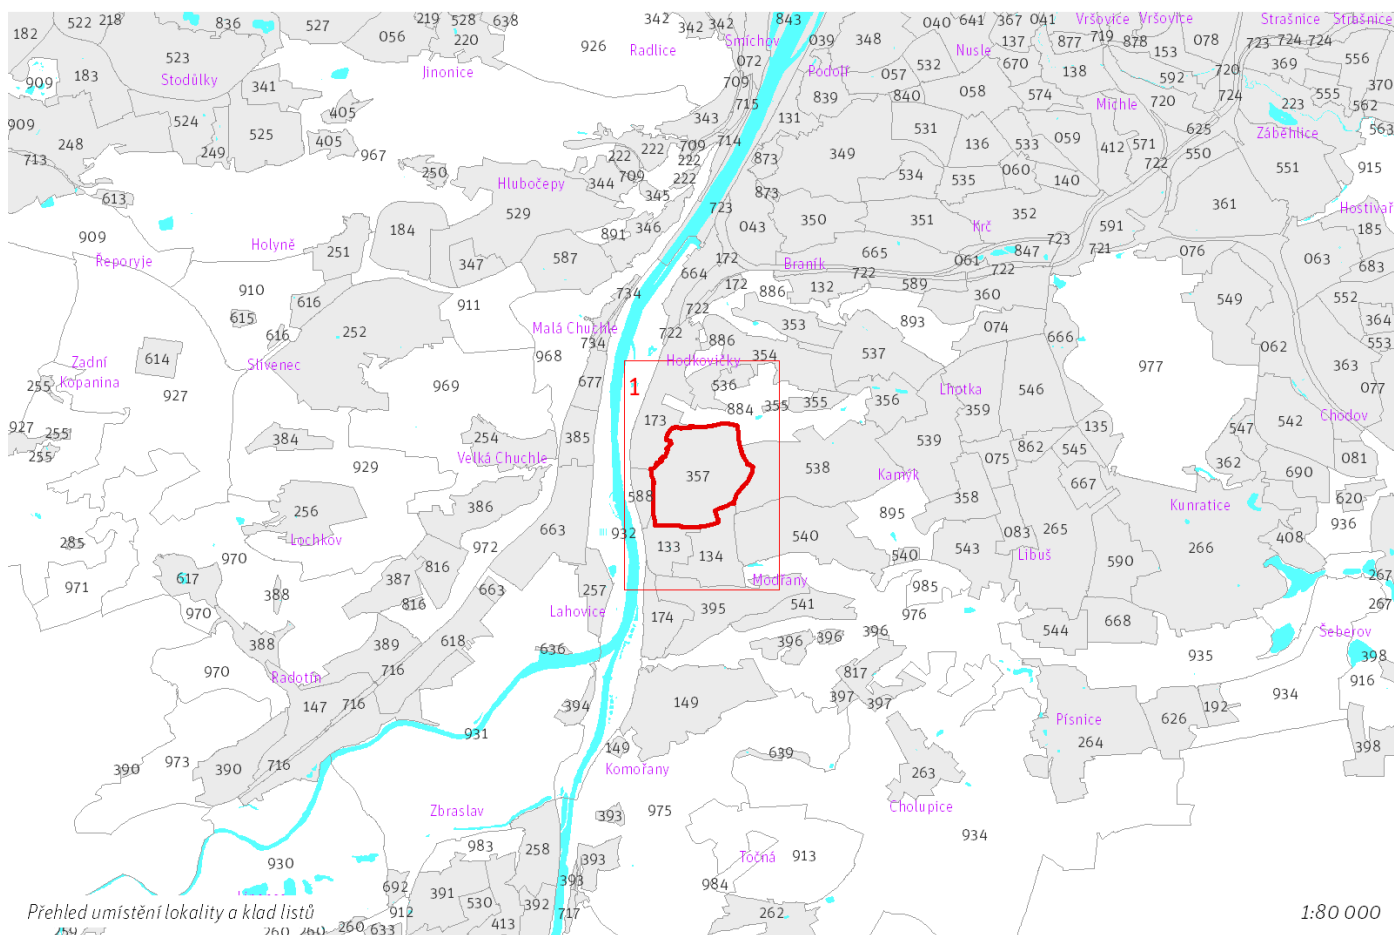 522 218 836 527 219 528 638 342 342 342 843 040 641 367 041 Vršovice Vršovice Strašnice Strašnice
182 523 056 220 926 Radlice Smíchov 039 348 Nusle 137 877 719 878 153 078 723 724 724 556
909 183 Stodůlky 341 Jinonice 072 709 Podolí 057 532 670 138 592 720 369 370
405 715 839 840 058 574 Michle 720 724 223 555 562
909 248 524 249 525 405 967 343 714 131 531 136 533 059 412 571 625 Záběhlice 563
713 250 222 222 709 222 873 349 534 535 060 140 722 550 551 915
613 Hlubočepy 344 709 222 345 873 361 Hostivař
529 723 043 350 351 Krč 352 591 185
909 Řeporyje Holyně 251 184 347 587 891 346 172 Braník 665 061 847 723 721 076 063 683
910 616 911 734 664 172 886 132 722 589 722 360 549 552
615 616 252 Malá Chuchle 734 722 722 353 893 074 666 364
Zadní 614 Slivenec 968 886 354 537 062 553
Kopanina 255 927 969 677 Hodkovičky 977 363
1 536 Lhotka 546 077
927 255 255 384 254 385 173 884 355 355 356 359 135 547 542 Chodov
Velká Chuchle 929 357 538 539 862 545 362 081
386 588 Kamýk 075 667 690
256 663 895 358 Kunratice 620
Lochkov 932 540 083 265 266 936
285 970 972 133 134 540 543 Libuš 590 408
971 617 387 816 257 Modřany 985 267
388 816 663 Lahovice 174 395 541 976 267
970 388 389 618 636 396 396 396 544 668 Šeberov
970 Radotín 716 817 935 398
147 716 394 149 397 397 916
931 Písnice 626 192 934
390 973 390 716 149 639 264 398
Komořany 263
Zbraslav 393 975 Cholupice
983 258 934
930 393 Točná 913
692 391 393 984
912 530 392 717 262
Přehled umístění lokality a klad listů 260 633 413 1:80 000